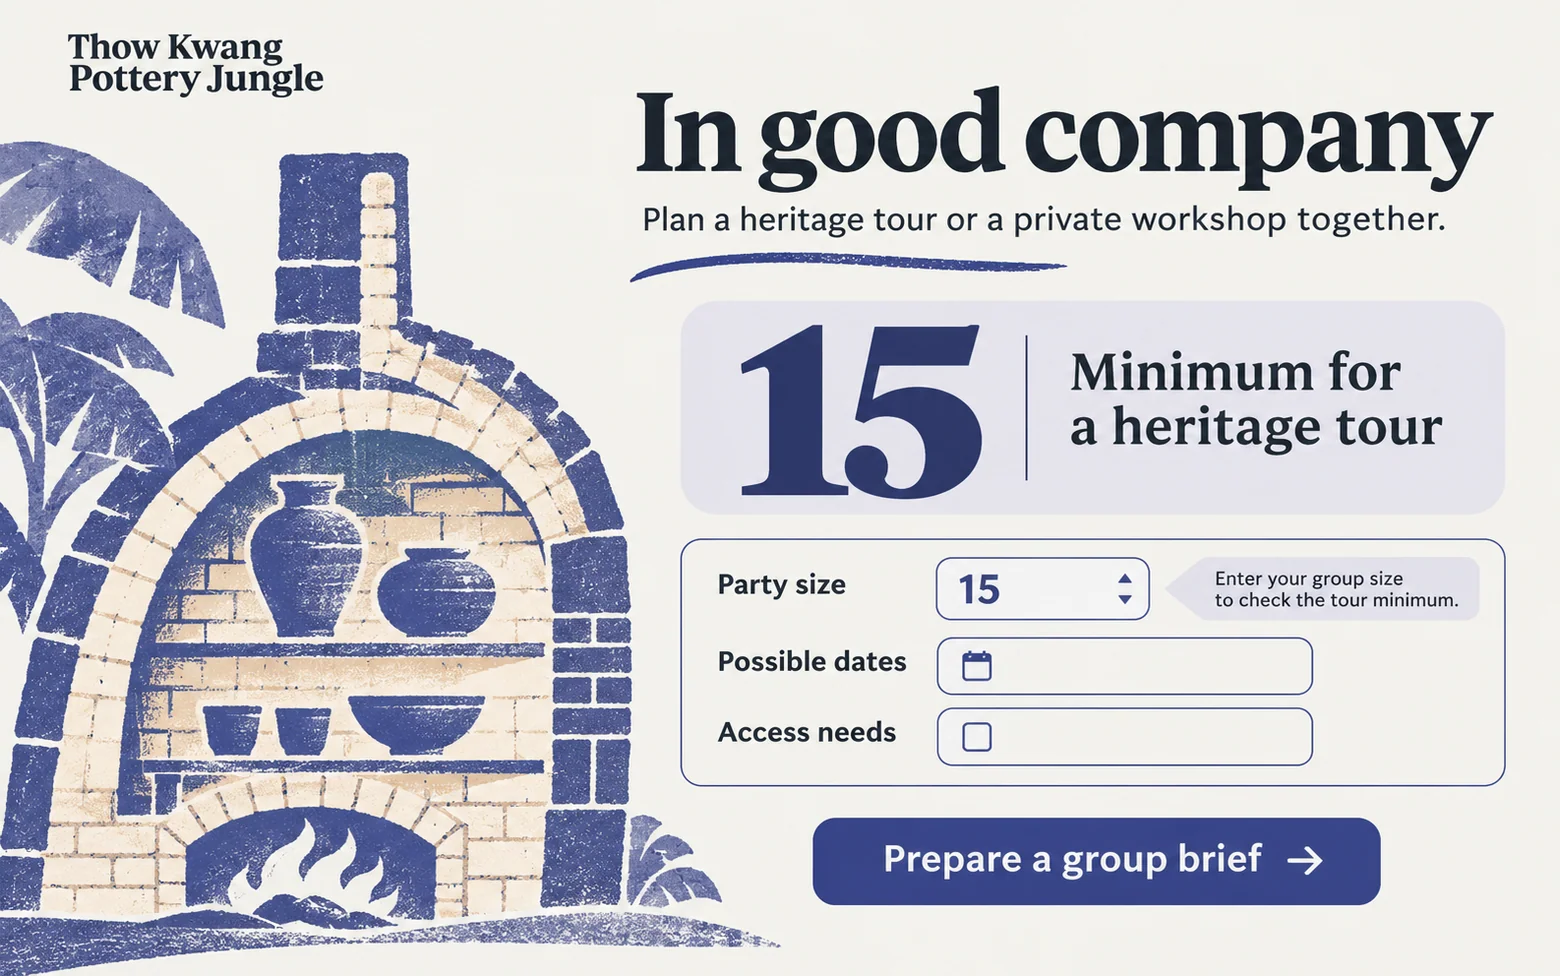 Thow Kwang
Pottery Jungle
In good company
Plan a heritage tour or a private workshop together.
15
Minimum for
a heritage tour
Party size
15
Enter your group size
to check the tour minimum.
Possible dates
Access needs
Prepare a group brief →